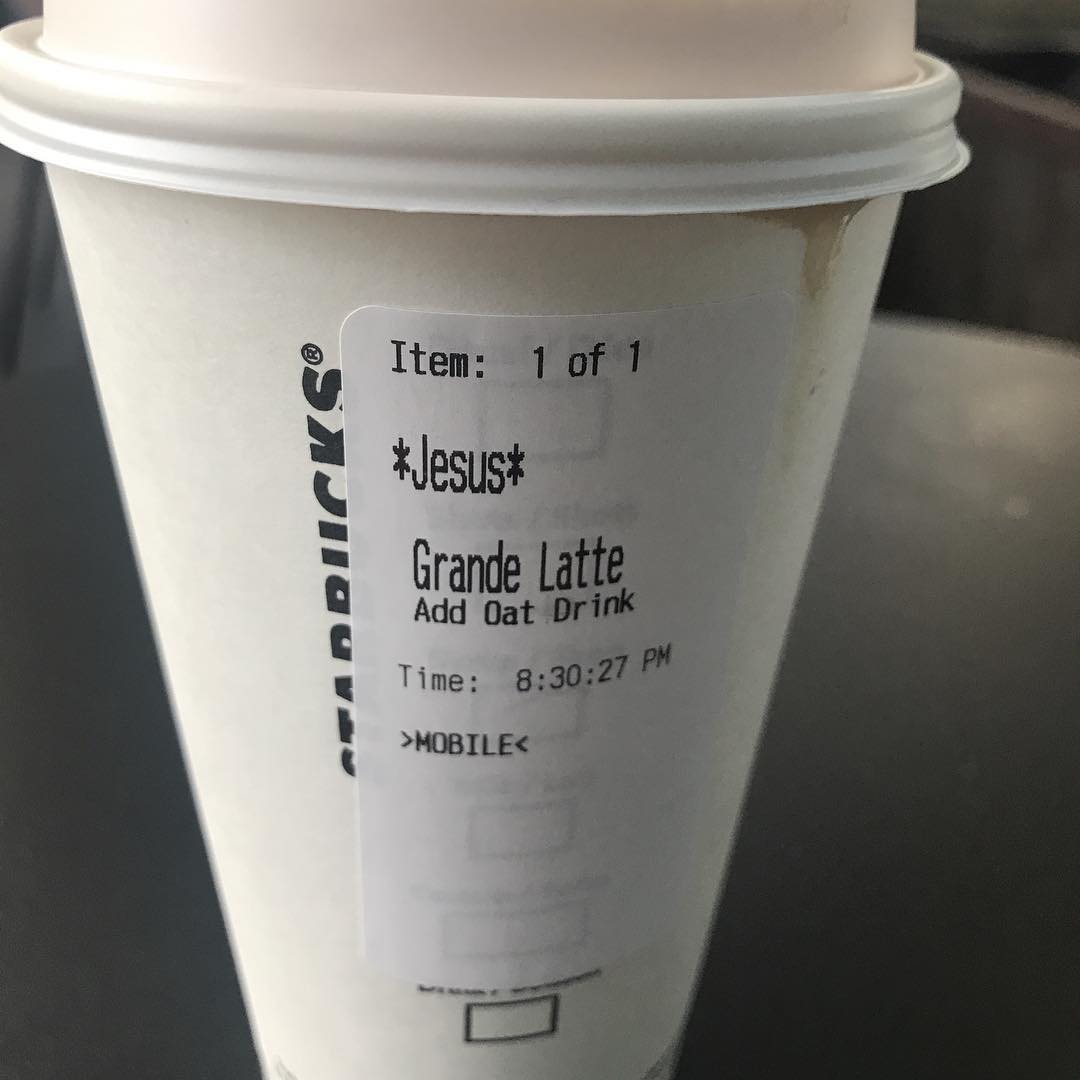 STARBUCKS®
Item: 1 of 1
*Jesus*
Grande Latte
Add Oat Drink
Time: 8:30:27 PM
>MOBILE<